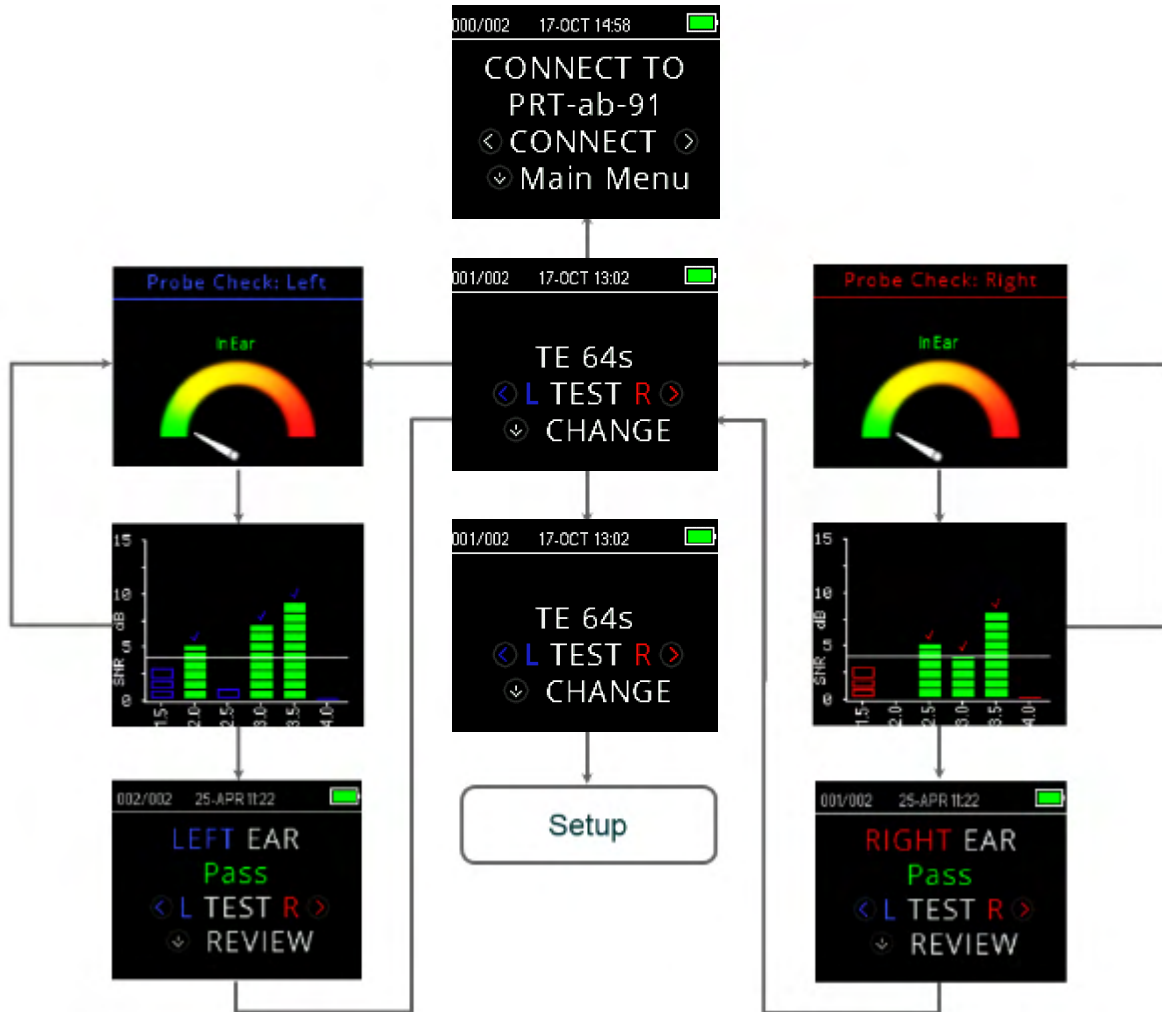 000/002 17-OCT 14:58
CONNECT TO
PRT-ab-91
CONNECT
Main Menu
Probe Check: Left
In Ear
001/002 17-OCT 13:02
TE 64s
L TEST R
CHANGE
Probe Check: Right
In Ear
15
10
5
0
SNR dB
1.5
2.0
2.5
3.0
3.5
4.0
001/002 17-OCT 13:02
TE 64s
L TEST R
CHANGE
15
10
5
0
SNR dB
1.5
2.0
2.5
3.0
3.5
4.0
002/002 25-APR 11:22
LEFT EAR
Pass
L TEST R
REVIEW
Setup
001/002 25-APR 11:22
RIGHT EAR
Pass
L TEST R
REVIEW